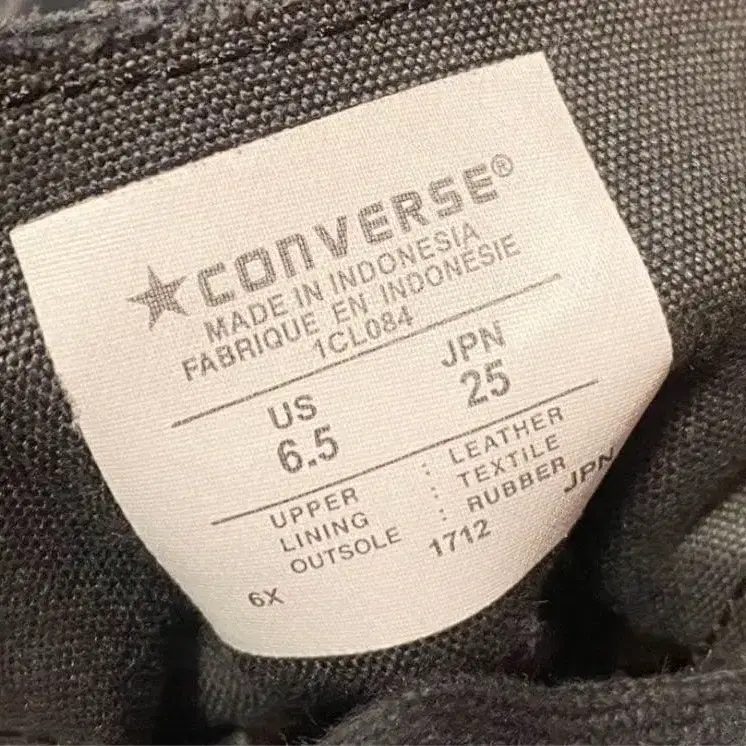 ★CONVERSE®
MADE IN INDONESIA
FABRIQUE EN INDONÉSIE
1CL084
US JPN
6.5 25
UPPER : LEATHER
LINING : TEXTILE
OUTSOLE : RUBBER
6X 1712 JPN